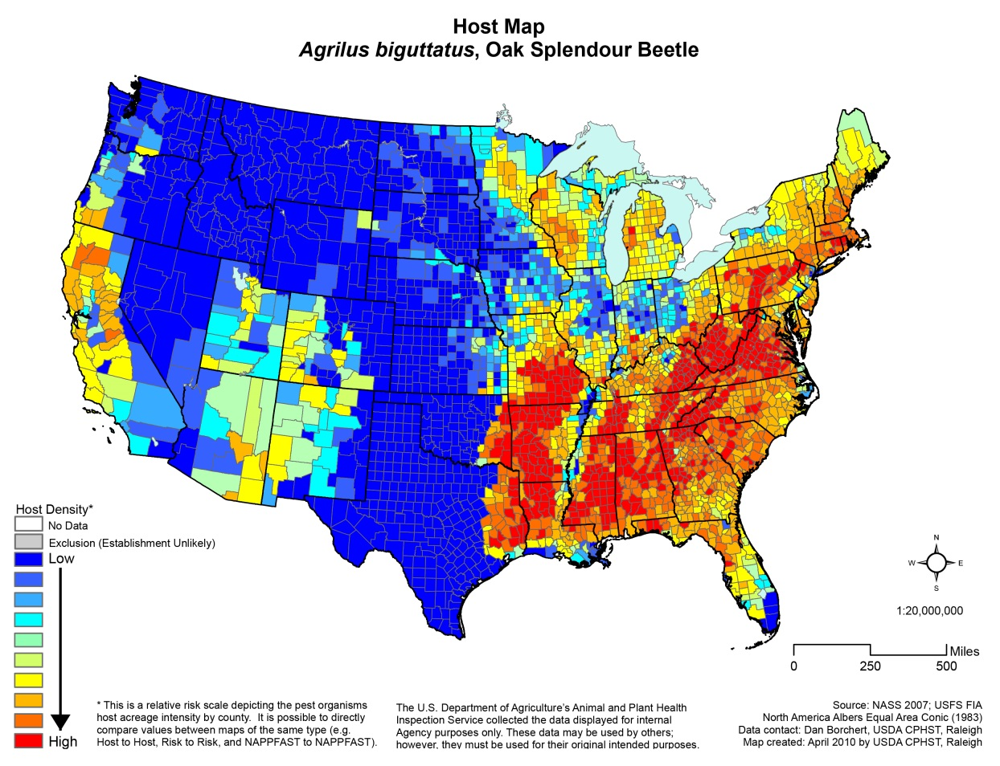 Host Map
Agrilus biguttatus, Oak Splendour Beetle
Host Density*
No Data
Exclusion (Establishment Unlikely)
Low
High
* This is a relative risk scale depicting the pest organisms
host acreage intensity by county. It is possible to directly
compare values between maps of the same type (e.g.
Host to Host, Risk to Risk, and NAPPFAST to NAPPFAST).
The U.S. Department of Agriculture's Animal and Plant Health
Inspection Service collected the data displayed for internal
Agency purposes only. These data may be used by others;
however, they must be used for their original intended purposes.
N
W E
S
1:20,000,000
Miles
0 250 500
Source: NASS 2007; USFS FIA
North America Albers Equal Area Conic (1983)
Data contact: Dan Borchert, USDA CPHST, Raleigh
Map created: April 2010 by USDA CPHST, Raleigh